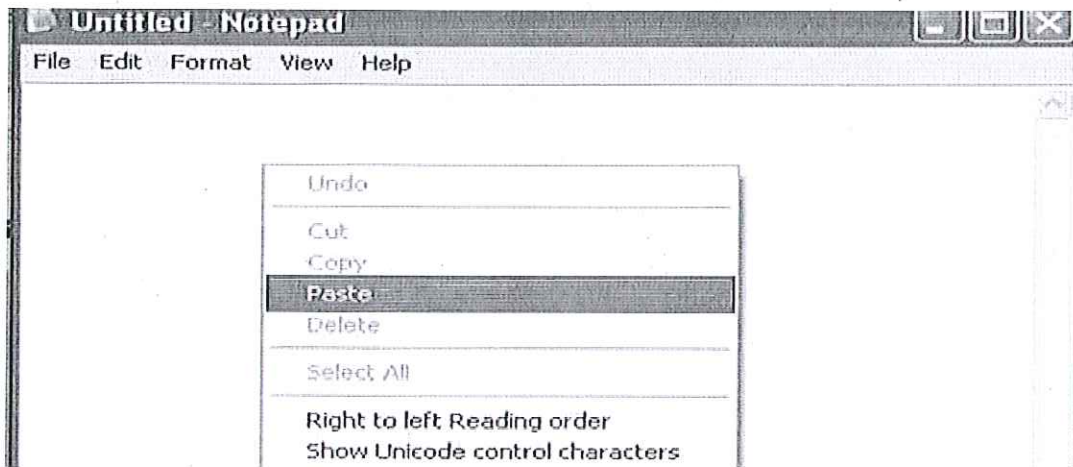 Untitled - Notepad
File Edit Format View Help
Undo
Cut
Copy
Paste
Delete
Select All
Right to left Reading order
Show Unicode control characters